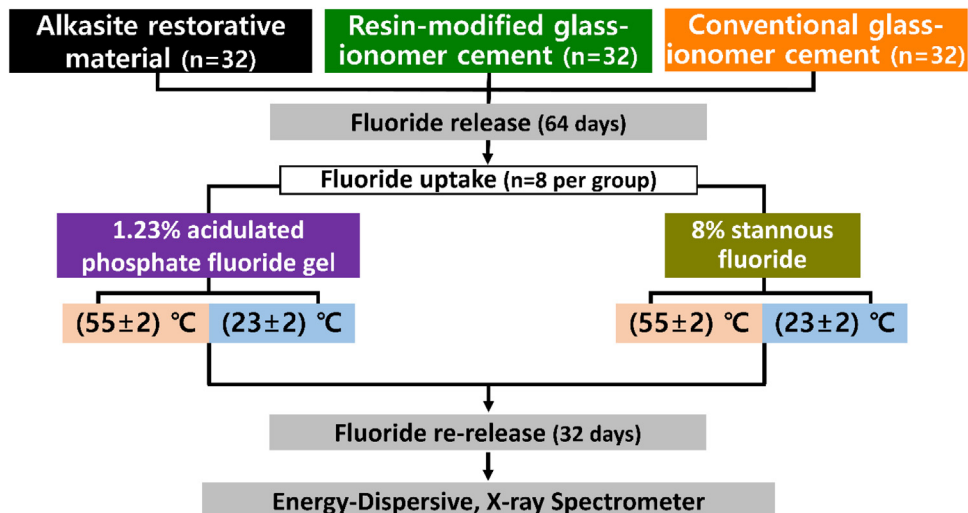 Alkasite restorative
material (n=32)
Resin-modified glass-
ionomer cement (n=32)
Conventional glass-
ionomer cement (n=32)
Fluoride release (64 days)
Fluoride uptake (n=8 per group)
1.23% acidulated
phosphate fluoride gel
8% stannous
fluoride
(55±2) ℃
(23±2) ℃
(55±2) ℃
(23±2) ℃
Fluoride re-release (32 days)
Energy-Dispersive, X-ray Spectrometer